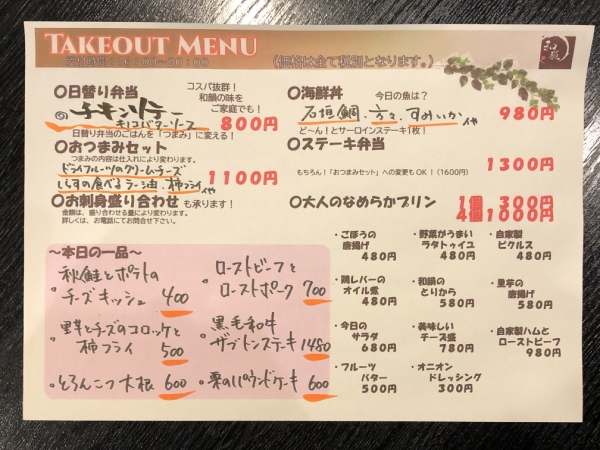 TAKEOUT MENU
受付時間:16:00〜20:00
(価格は全て税別となります。)
〇日替り弁当
コスパ抜群!
和韻の味を
ご家庭でも!
のチキンソテー
キノコバターソース 800円
日替り弁当のごはんを「つまみ」に変える!
〇おつまみセット
つまみの内容は仕入れにより変わります。
ドライフルーツのクリームチーズ
しらすの食べるラー油、柿フライ 1100円
〇お刺身盛り合わせ も承ります!
金額は、盛り合わせる量により変わります。
詳しくは、お電話にてお問合せ下さい。
〇海鮮丼
今日の魚は?
石垣鯛、すみいか 980円
ど〜ん!とサーロインステーキ1枚!
〇ステーキ弁当
1300円
もちろん!「おつまみセット」への変更もOK!(1600円)
〇大人のなめらかプリン
1個 300円
4個1000円
〜本日の一品〜
・秋鮭とポテトの
チーズキッシュ 400
・里芋とチーズのコロッケと
柿フライ 500
・とろんこつ大根 600
・ローストビーフと
ローストポーク 700
・黒毛和牛
ザブトンステーキ 1480
・栗のパウンドケーキ 600
・ごぼうの
唐揚げ
480円
・野菜がうまい
ラタトゥイユ
480円
・自家製
ピクルス
480円
・鶏レバーの
オイル煮
480円
・和韻の
とりから
580円
・里芋の
唐揚げ
580円
・今日の
サラダ
680円
・美味しい
チーズ盛
780円
・自家製ハムと
ローストビーフ
980円
・フルーツ
バター
500円
・オニオン
ドレッシング
300円